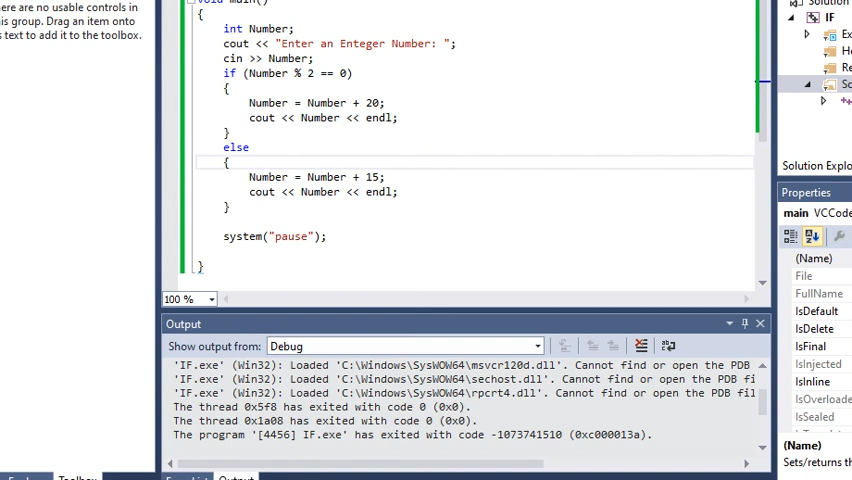 ere are no usable controls in
is group. Drag an item onto
s text to add it to the toolbox.
void main()
{
int Number;
cout << "Enter an Enteger Number: ";
cin >> Number;
if (Number % 2 == 0)
{
Number = Number + 20;
cout << Number << endl;
}
else
{
Number = Number + 15;
cout << Number << endl;
}
system("pause");
}
100 %
Output
Show output from: Debug
'IF.exe' (Win32): Loaded 'C:\Windows\SysWOW64\msvcr120d.dll'. Cannot find or open the PDB
'IF.exe' (Win32): Loaded 'C:\Windows\SysWOW64\sechost.dll'. Cannot find or open the PDB fi
'IF.exe' (Win32): Loaded 'C:\Windows\SysWOW64\rpcrt4.dll'. Cannot find or open the PDB fil
The thread 0x5f8 has exited with code 0 (0x0).
The thread 0x1a08 has exited with code 0 (0x0).
The program '[4456] IF.exe' has exited with code -1073741510 (0xc000013a).
Toolbox
Output
Solution
IF
Ex
He
Re
So
Solution Explo
Properties
main VCCode
(Name)
File
FullName
IsDefault
IsDelete
IsFinal
IsInjected
IsInline
IsOverloade
IsSealed
(Name)
Sets/returns th